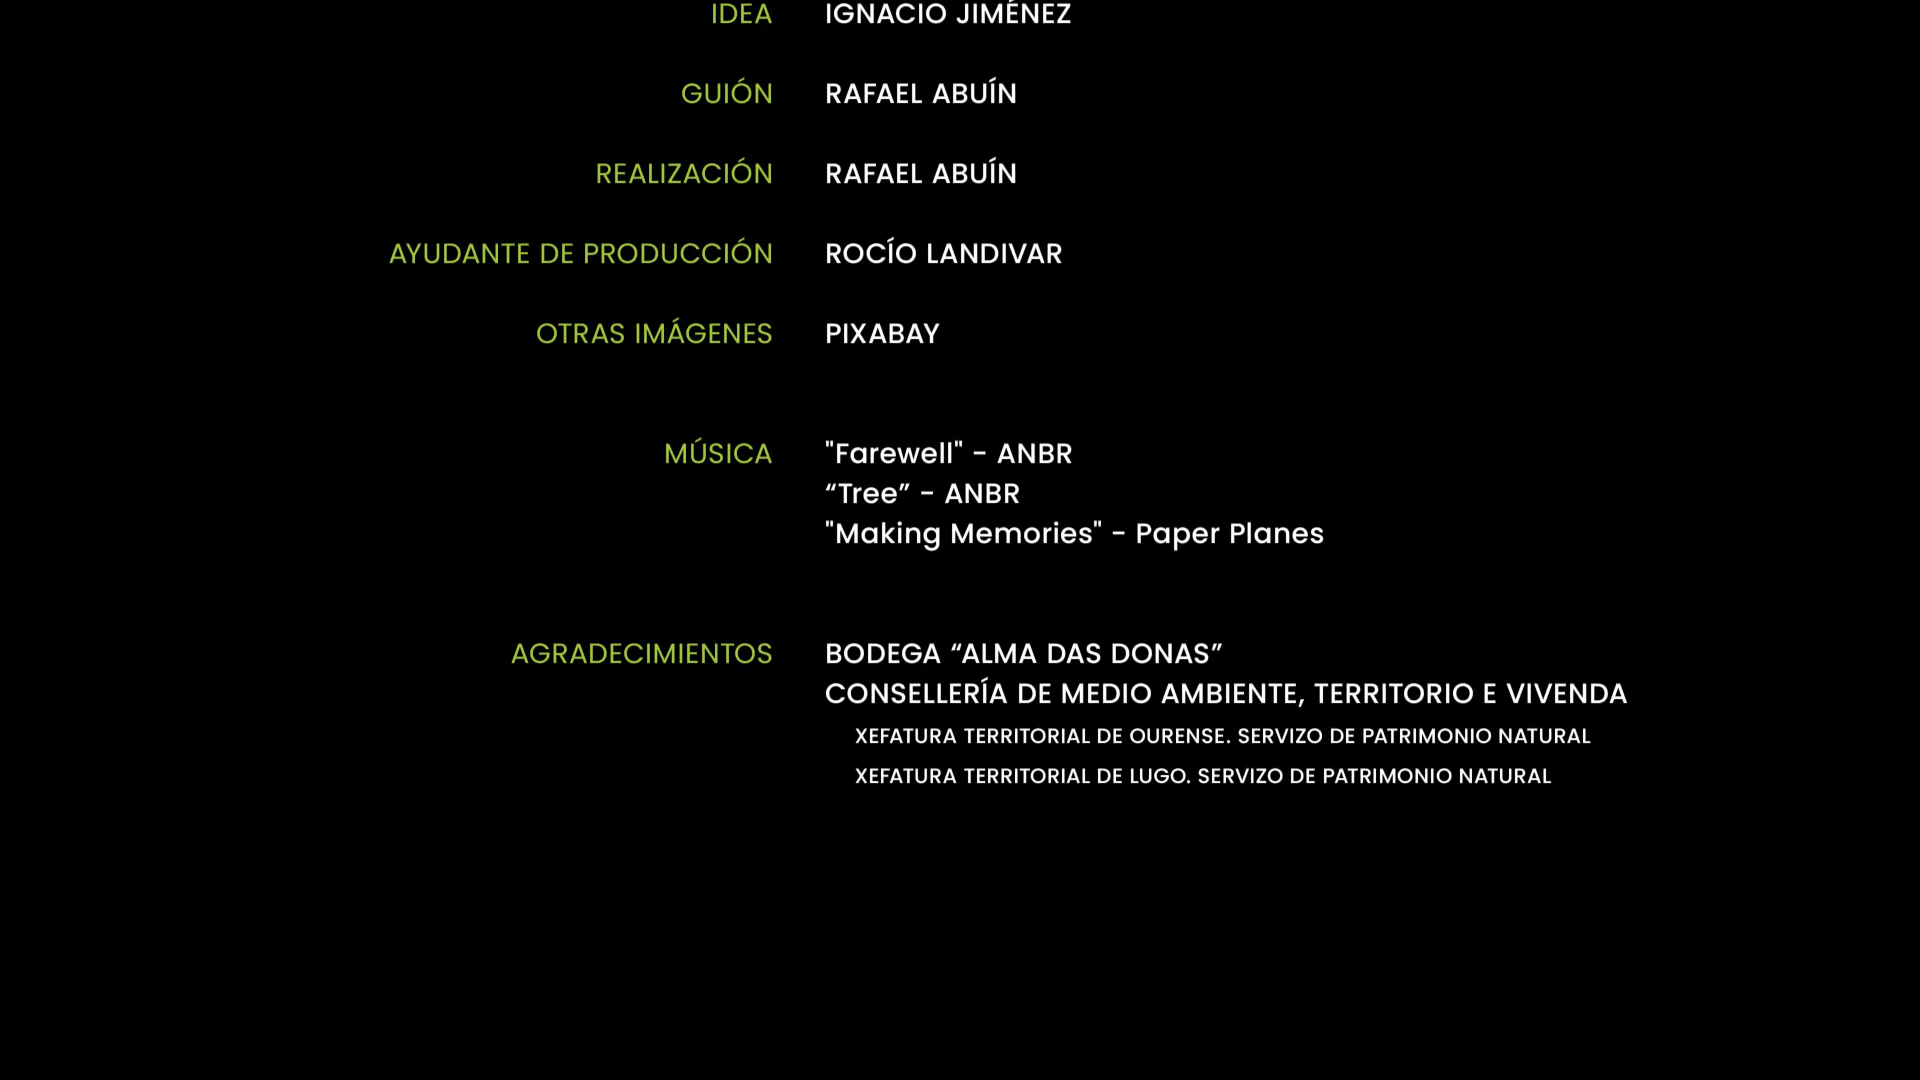 IDEA IGNACIO JIMÉNEZ
GUIÓN RAFAEL ABUÍN
REALIZACIÓN RAFAEL ABUÍN
AYUDANTE DE PRODUCCIÓN ROCÍO LANDIVAR
OTRAS IMÁGENES PIXABAY
MÚSICA "Farewell" - ANBR
“Tree” - ANBR
"Making Memories" - Paper Planes
AGRADECIMIENTOS BODEGA “ALMA DAS DONAS”
CONSELLERÍA DE MEDIO AMBIENTE, TERRITORIO E VIVENDA
XEFATURA TERRITORIAL DE OURENSE. SERVIZO DE PATRIMONIO NATURAL
XEFATURA TERRITORIAL DE LUGO. SERVIZO DE PATRIMONIO NATURAL